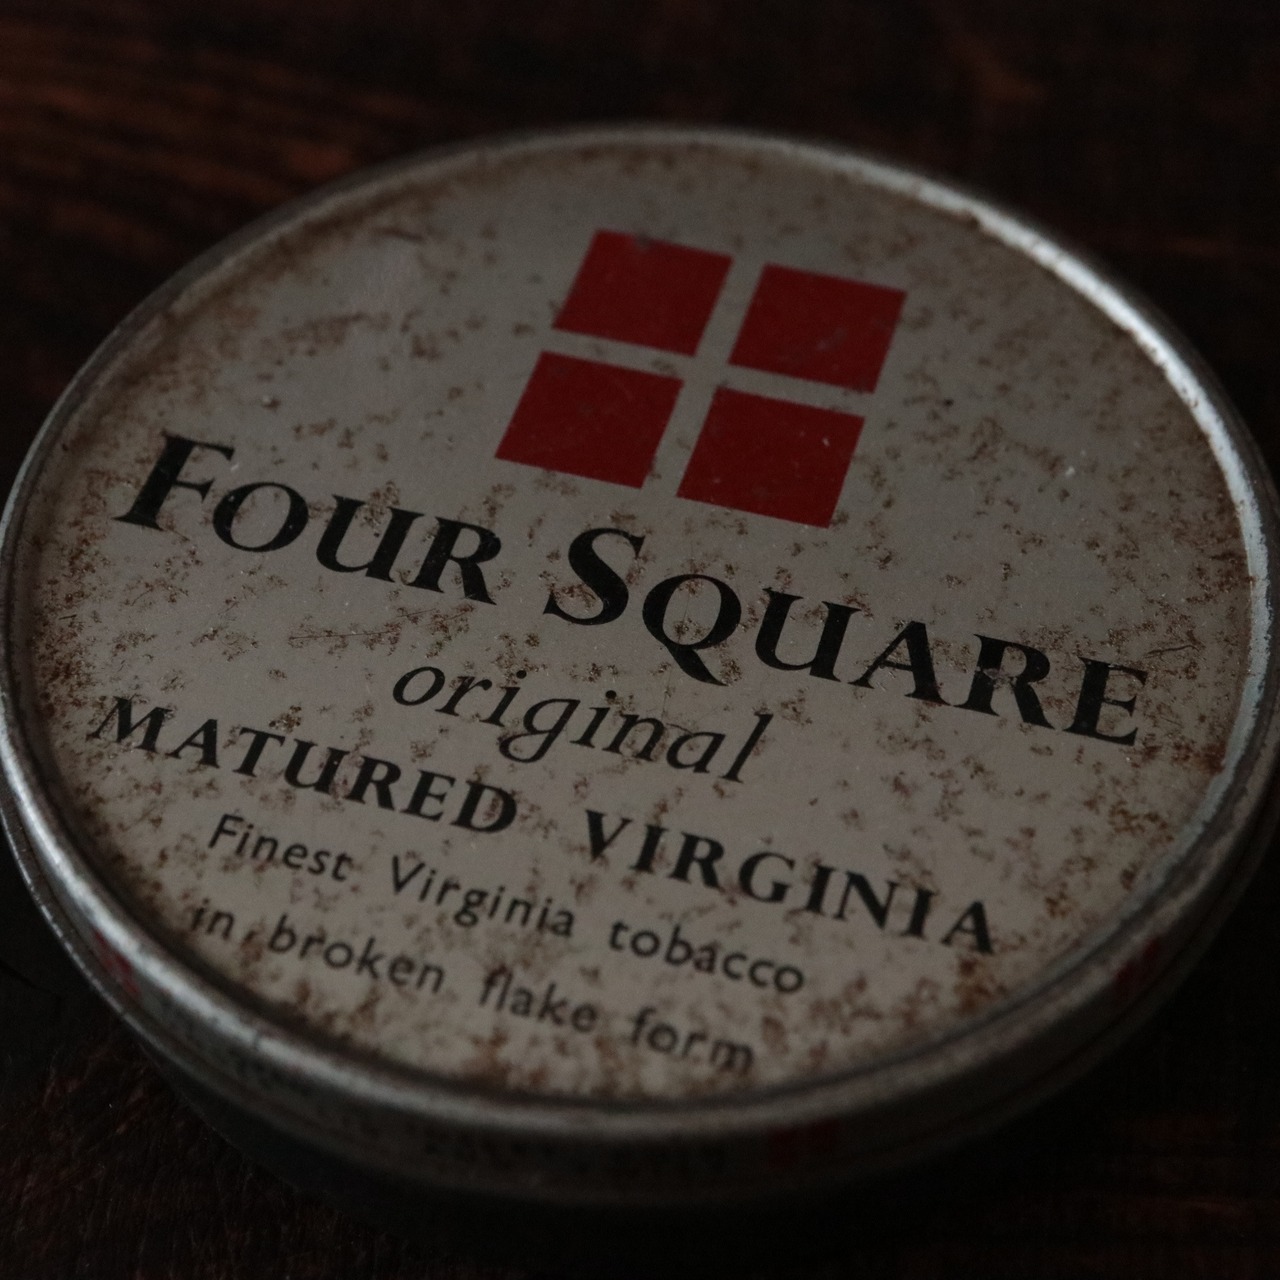 FOUR SQUARE
original
MATURED VIRGINIA
Finest Virginia tobacco
in broken flake form